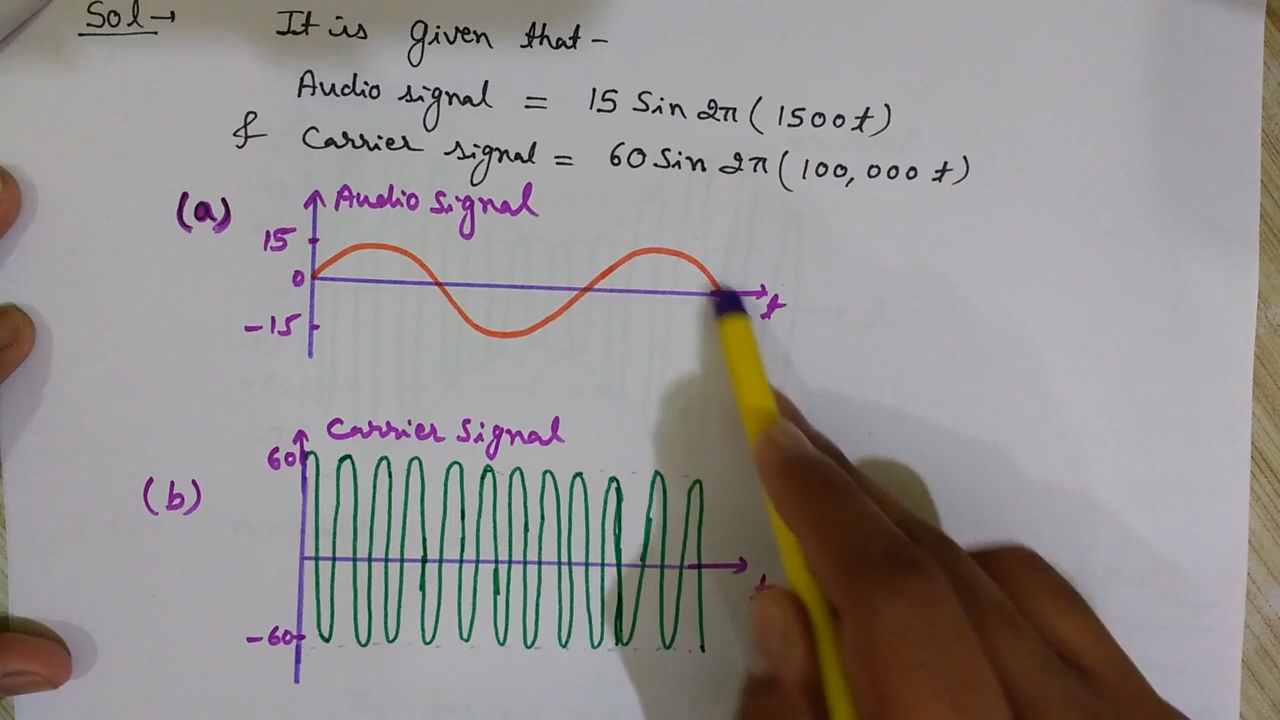 Sol→ It is given that-
Audio signal = 15 Sin 2π(1500t)
& Carrier signal = 60 Sin 2π(100,000 t)
(a) Audio Signal
15
0
-15
t
Carrier Signal
60
(b)
-60